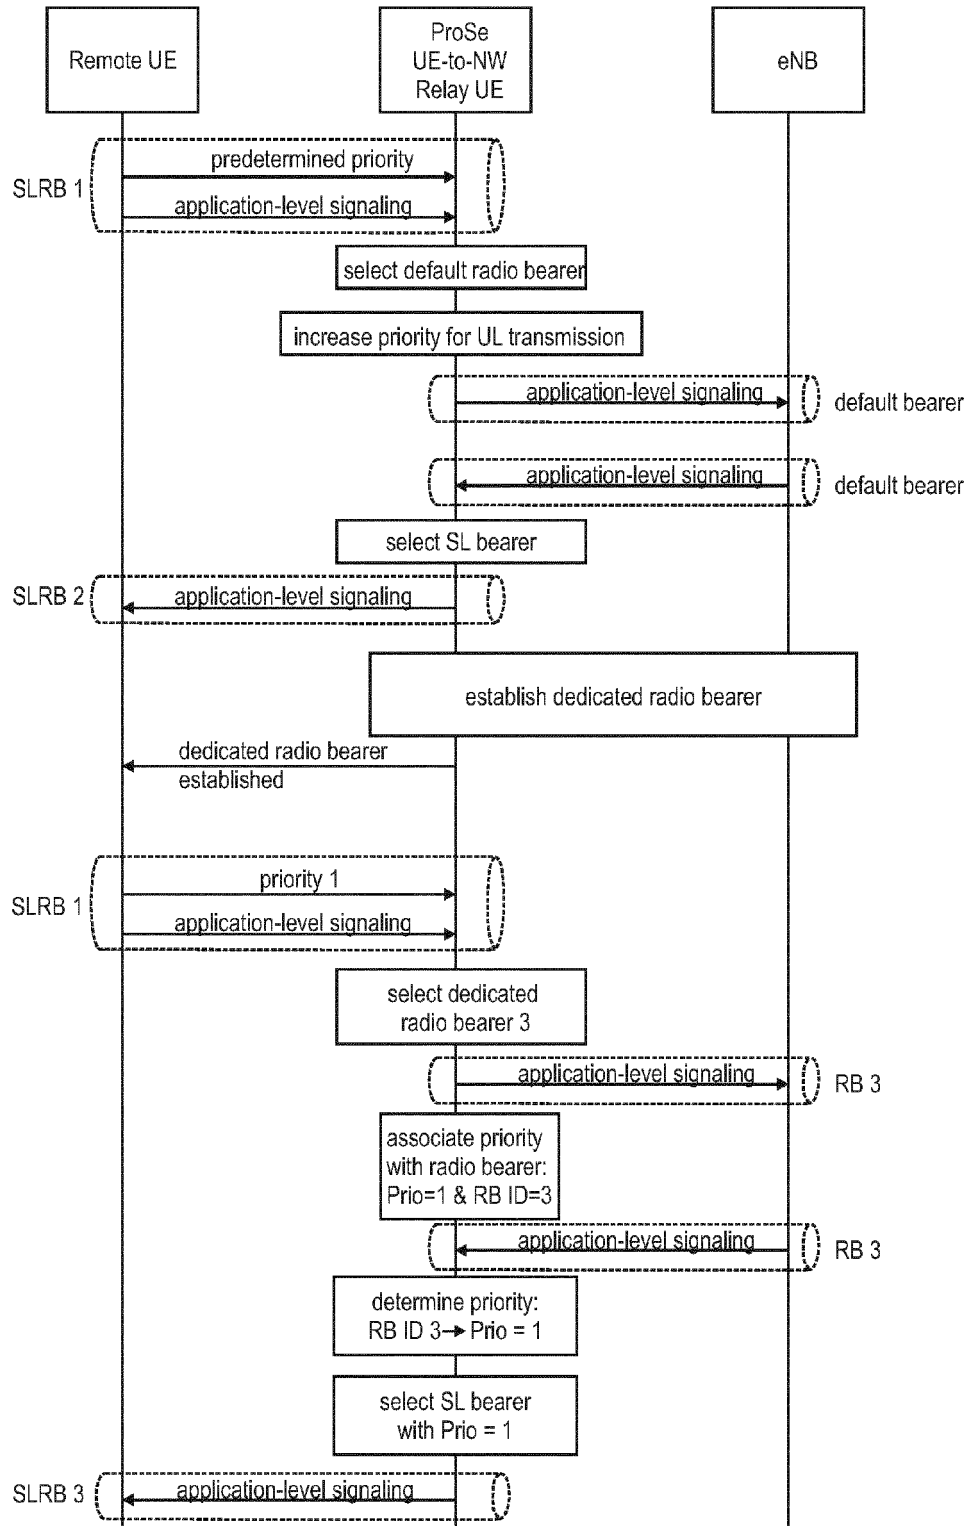 Remote UE
ProSe
UE-to-NW
Relay UE
eNB
predetermined priority
SLRB 1
application-level signaling
select default radio bearer
increase priority for UL transmission
application-level signaling
default bearer
application-level signaling
default bearer
select SL bearer
SLRB 2
application-level signaling
establish dedicated radio bearer
dedicated radio bearer
established
priority 1
SLRB 1
application-level signaling
select dedicated
radio bearer 3
application-level signaling
RB 3
associate priority
with radio bearer:
Prio=1 & RB ID=3
application-level signaling
RB 3
determine priority:
RB ID 3→ Prio = 1
select SL bearer
with Prio = 1
SLRB 3
application-level signaling